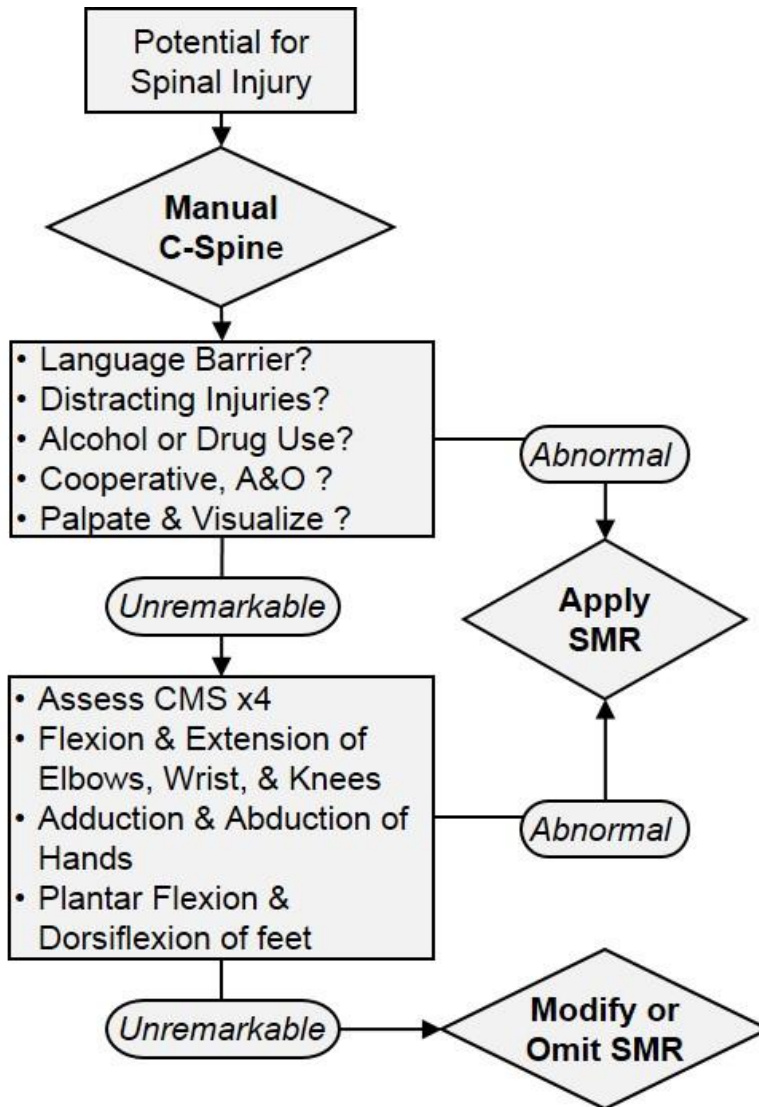 Potential for
Spinal Injury
Manual
C-Spine
• Language Barrier?
• Distracting Injuries?
• Alcohol or Drug Use?
• Cooperative, A&O ?
• Palpate & Visualize ?
Abnormal
Unremarkable
Apply
SMR
• Assess CMS x4
• Flexion & Extension of
Elbows, Wrist, & Knees
• Adduction & Abduction of
Hands
• Plantar Flexion &
Dorsiflexion of feet
Abnormal
Unremarkable
Modify or
Omit SMR